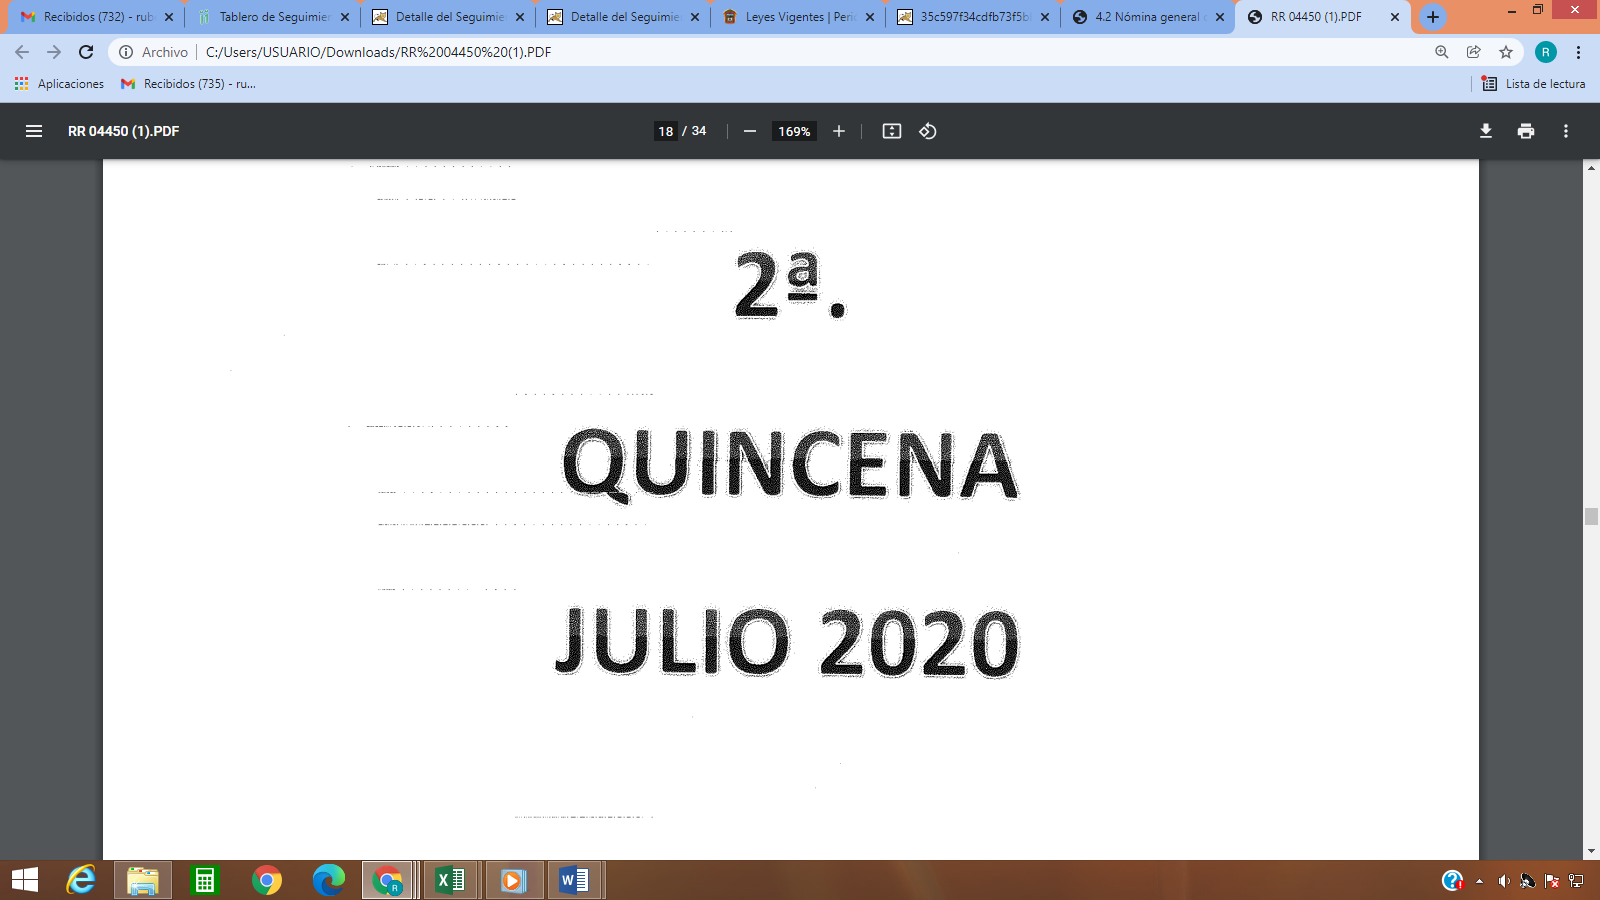 Recibidos (732) - rub
Tablero de Seguimien
Detalle del Seguimie
Detalle del Seguimie
Leyes Vigentes | Peri
35c597f34cdfb73f5b
4.2 Nómina general
RR 04450 (1).PDF
Archivo
C:/Users/USUARIO/Downloads/RR%2004450%20(1).PDF
R
Aplicaciones
Recibidos (735) - ru...
Lista de lectura
RR 04450 (1).PDF
18 / 34
169%
2ª.
QUINCENA
JULIO 2020